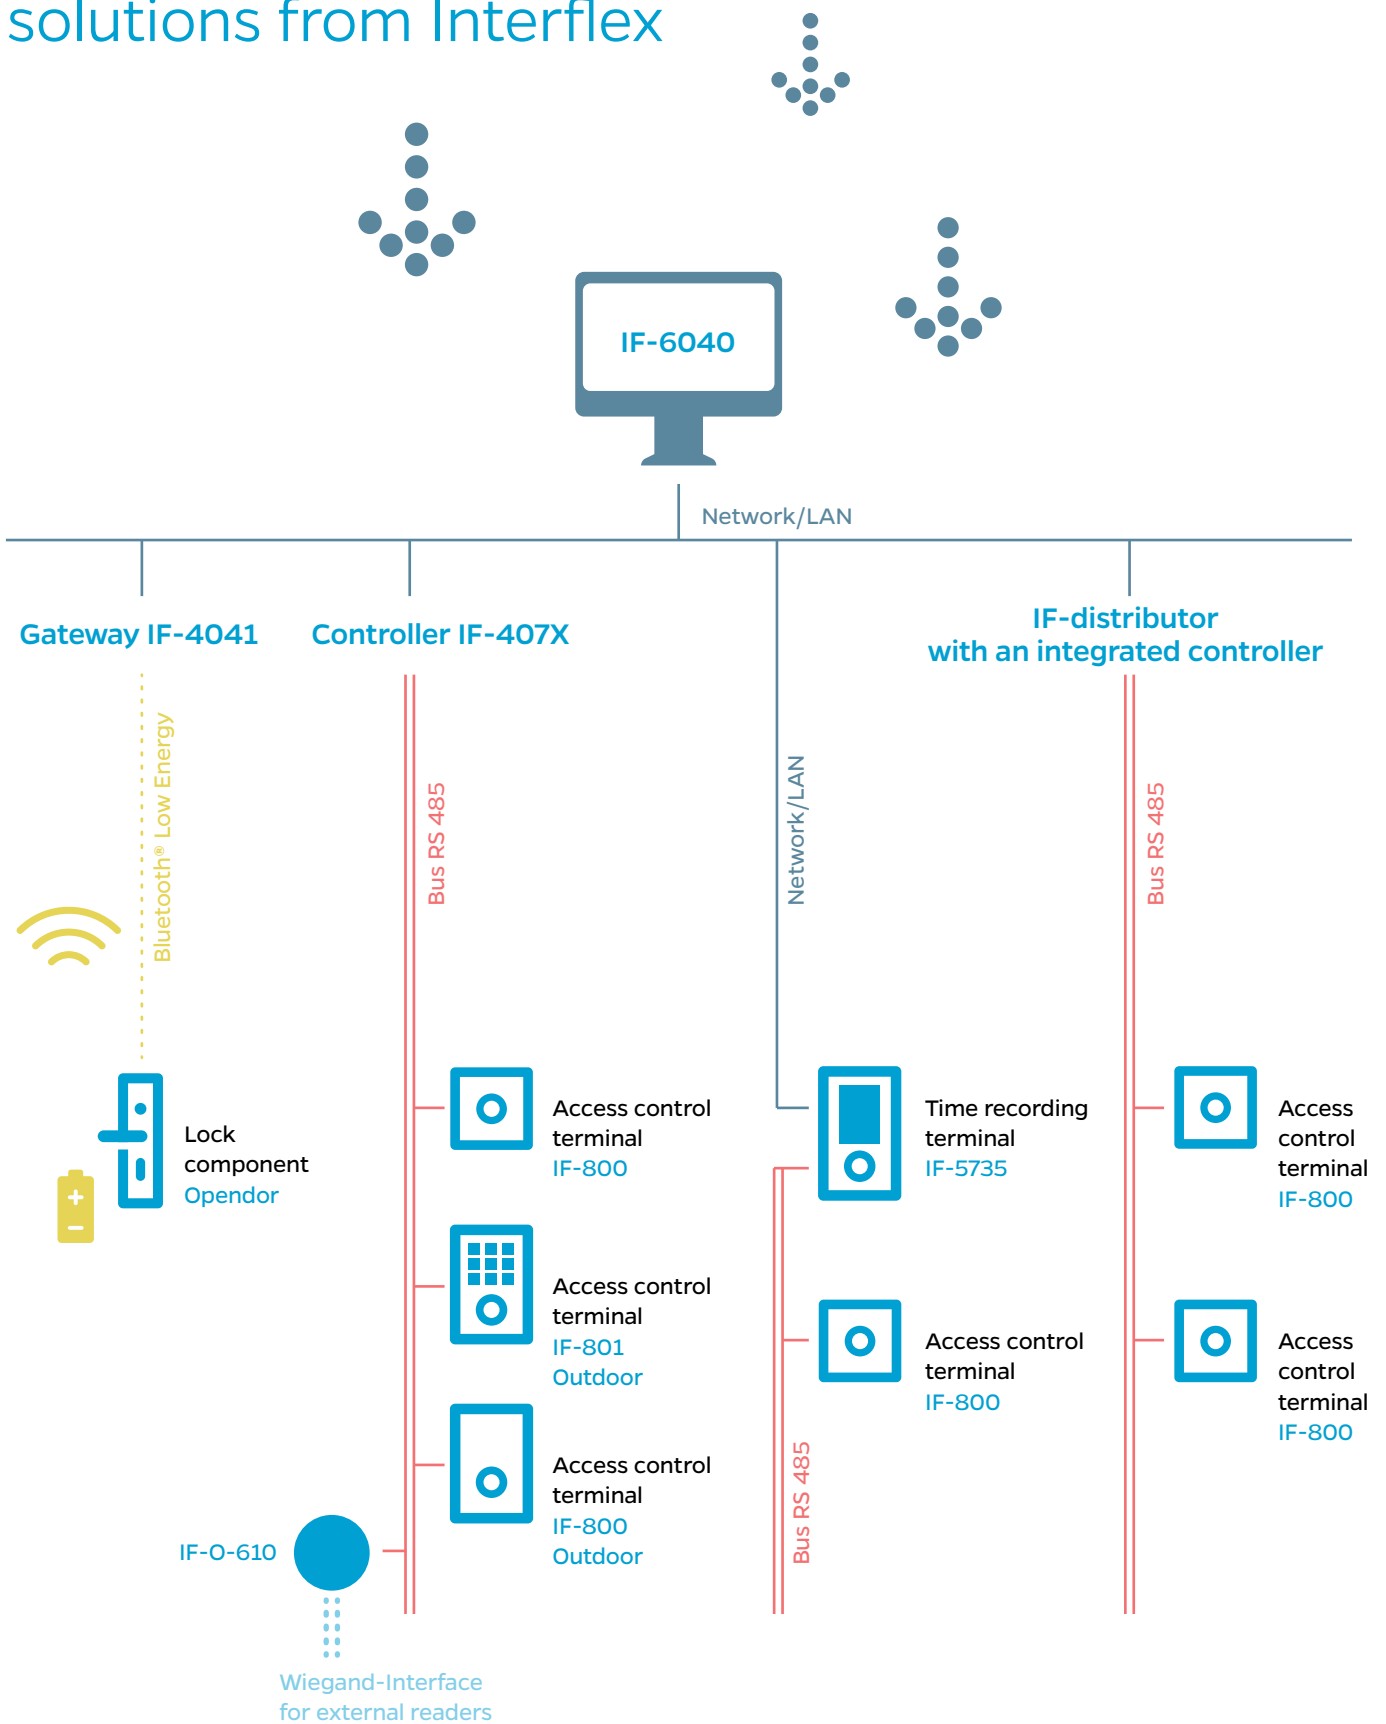 solutions from Interflex
IF-6040
Network/LAN
Gateway IF-4041
Controller IF-407X
IF-distributor
with an integrated controller
Bluetooth® Low Energy
Bus RS 485
Network/LAN
Bus RS 485
Lock
component
Opendor
Access control
terminal
IF-800
Access control
terminal
IF-801
Outdoor
Access control
terminal
IF-800
Outdoor
IF-O-610
Wiegand-Interface
for external readers
Time recording
terminal
IF-5735
Access control
terminal
IF-800
Bus RS 485
Access
control
terminal
IF-800
Access
control
terminal
IF-800